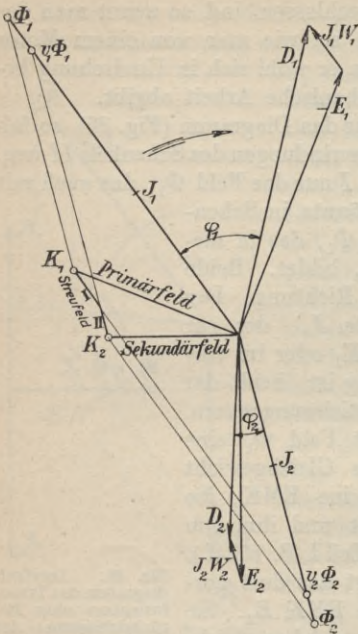 Φ₁
v₁Φ₁
D₁
J₁W₁
E₁
J₁
φ₁
K₁
Primärfeld
Streufeld
I
II
K₂
Sekundärfeld
φ₂
J₂
D₂
J₂W₂
E₂
v₂Φ₂
Φ₂